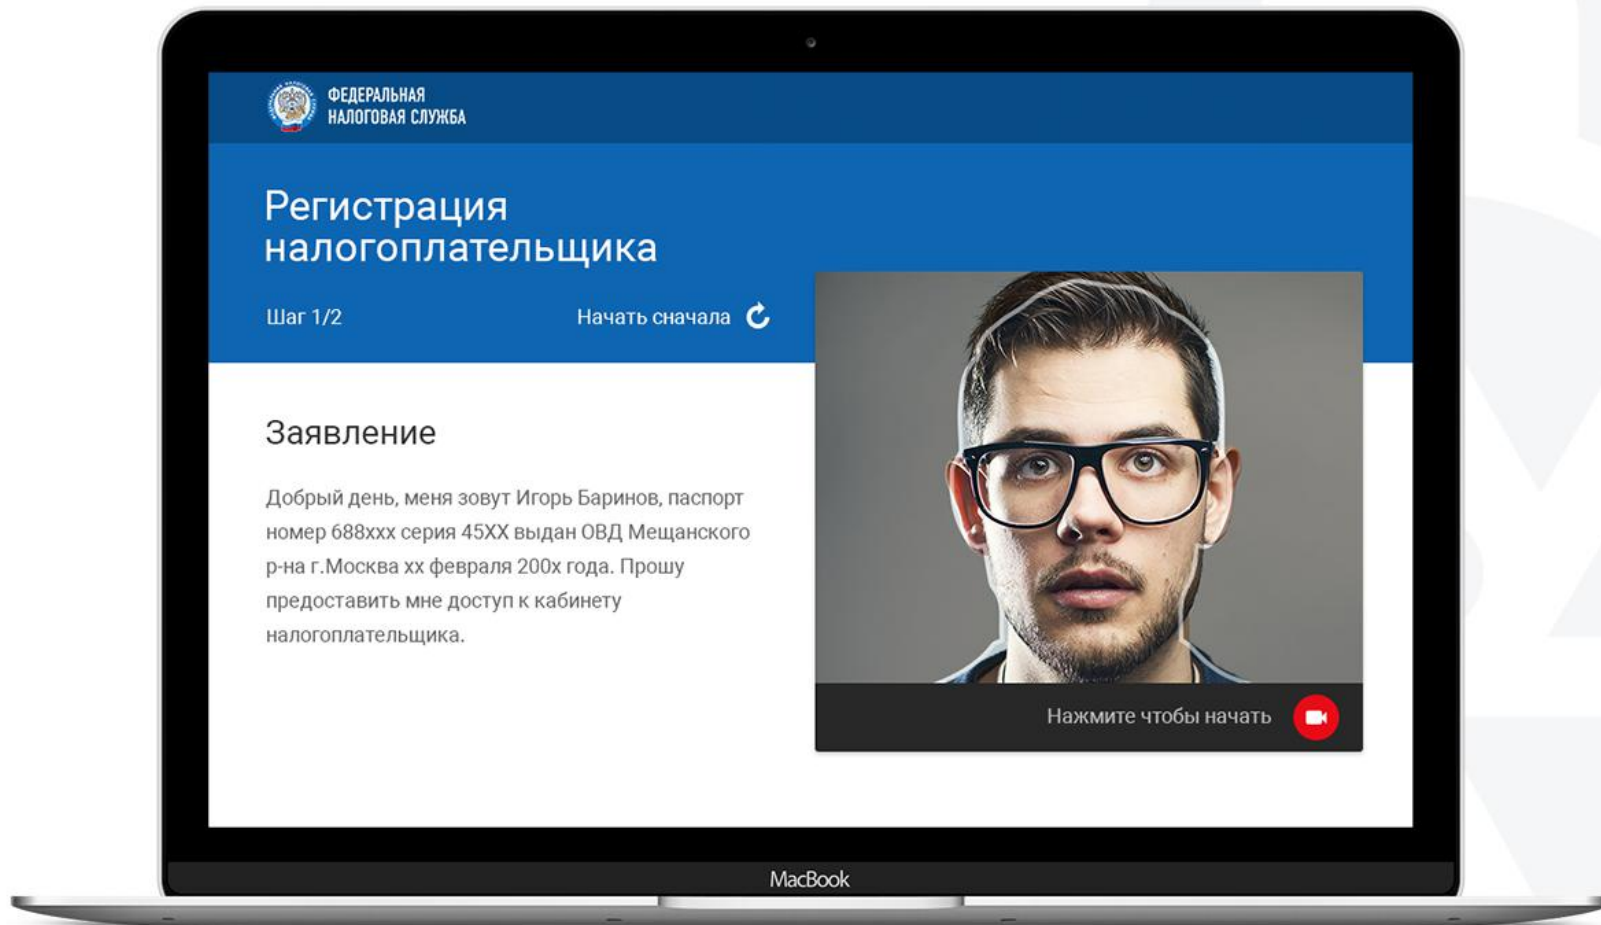 ФЕДЕРАЛЬНАЯ
НАЛОГОВАЯ СЛУЖБА
Регистрация
налогоплательщика
Шаг 1/2
Начать сначала
Заявление
Добрый день, меня зовут Игорь Баринов, паспорт
номер 688xxx серия 45XX выдан ОВД Мещанского
р-на г.Москва xx февраля 200x года. Прошу
предоставить мне доступ к кабинету
налогоплательщика.
Нажмите чтобы начать
MacBook